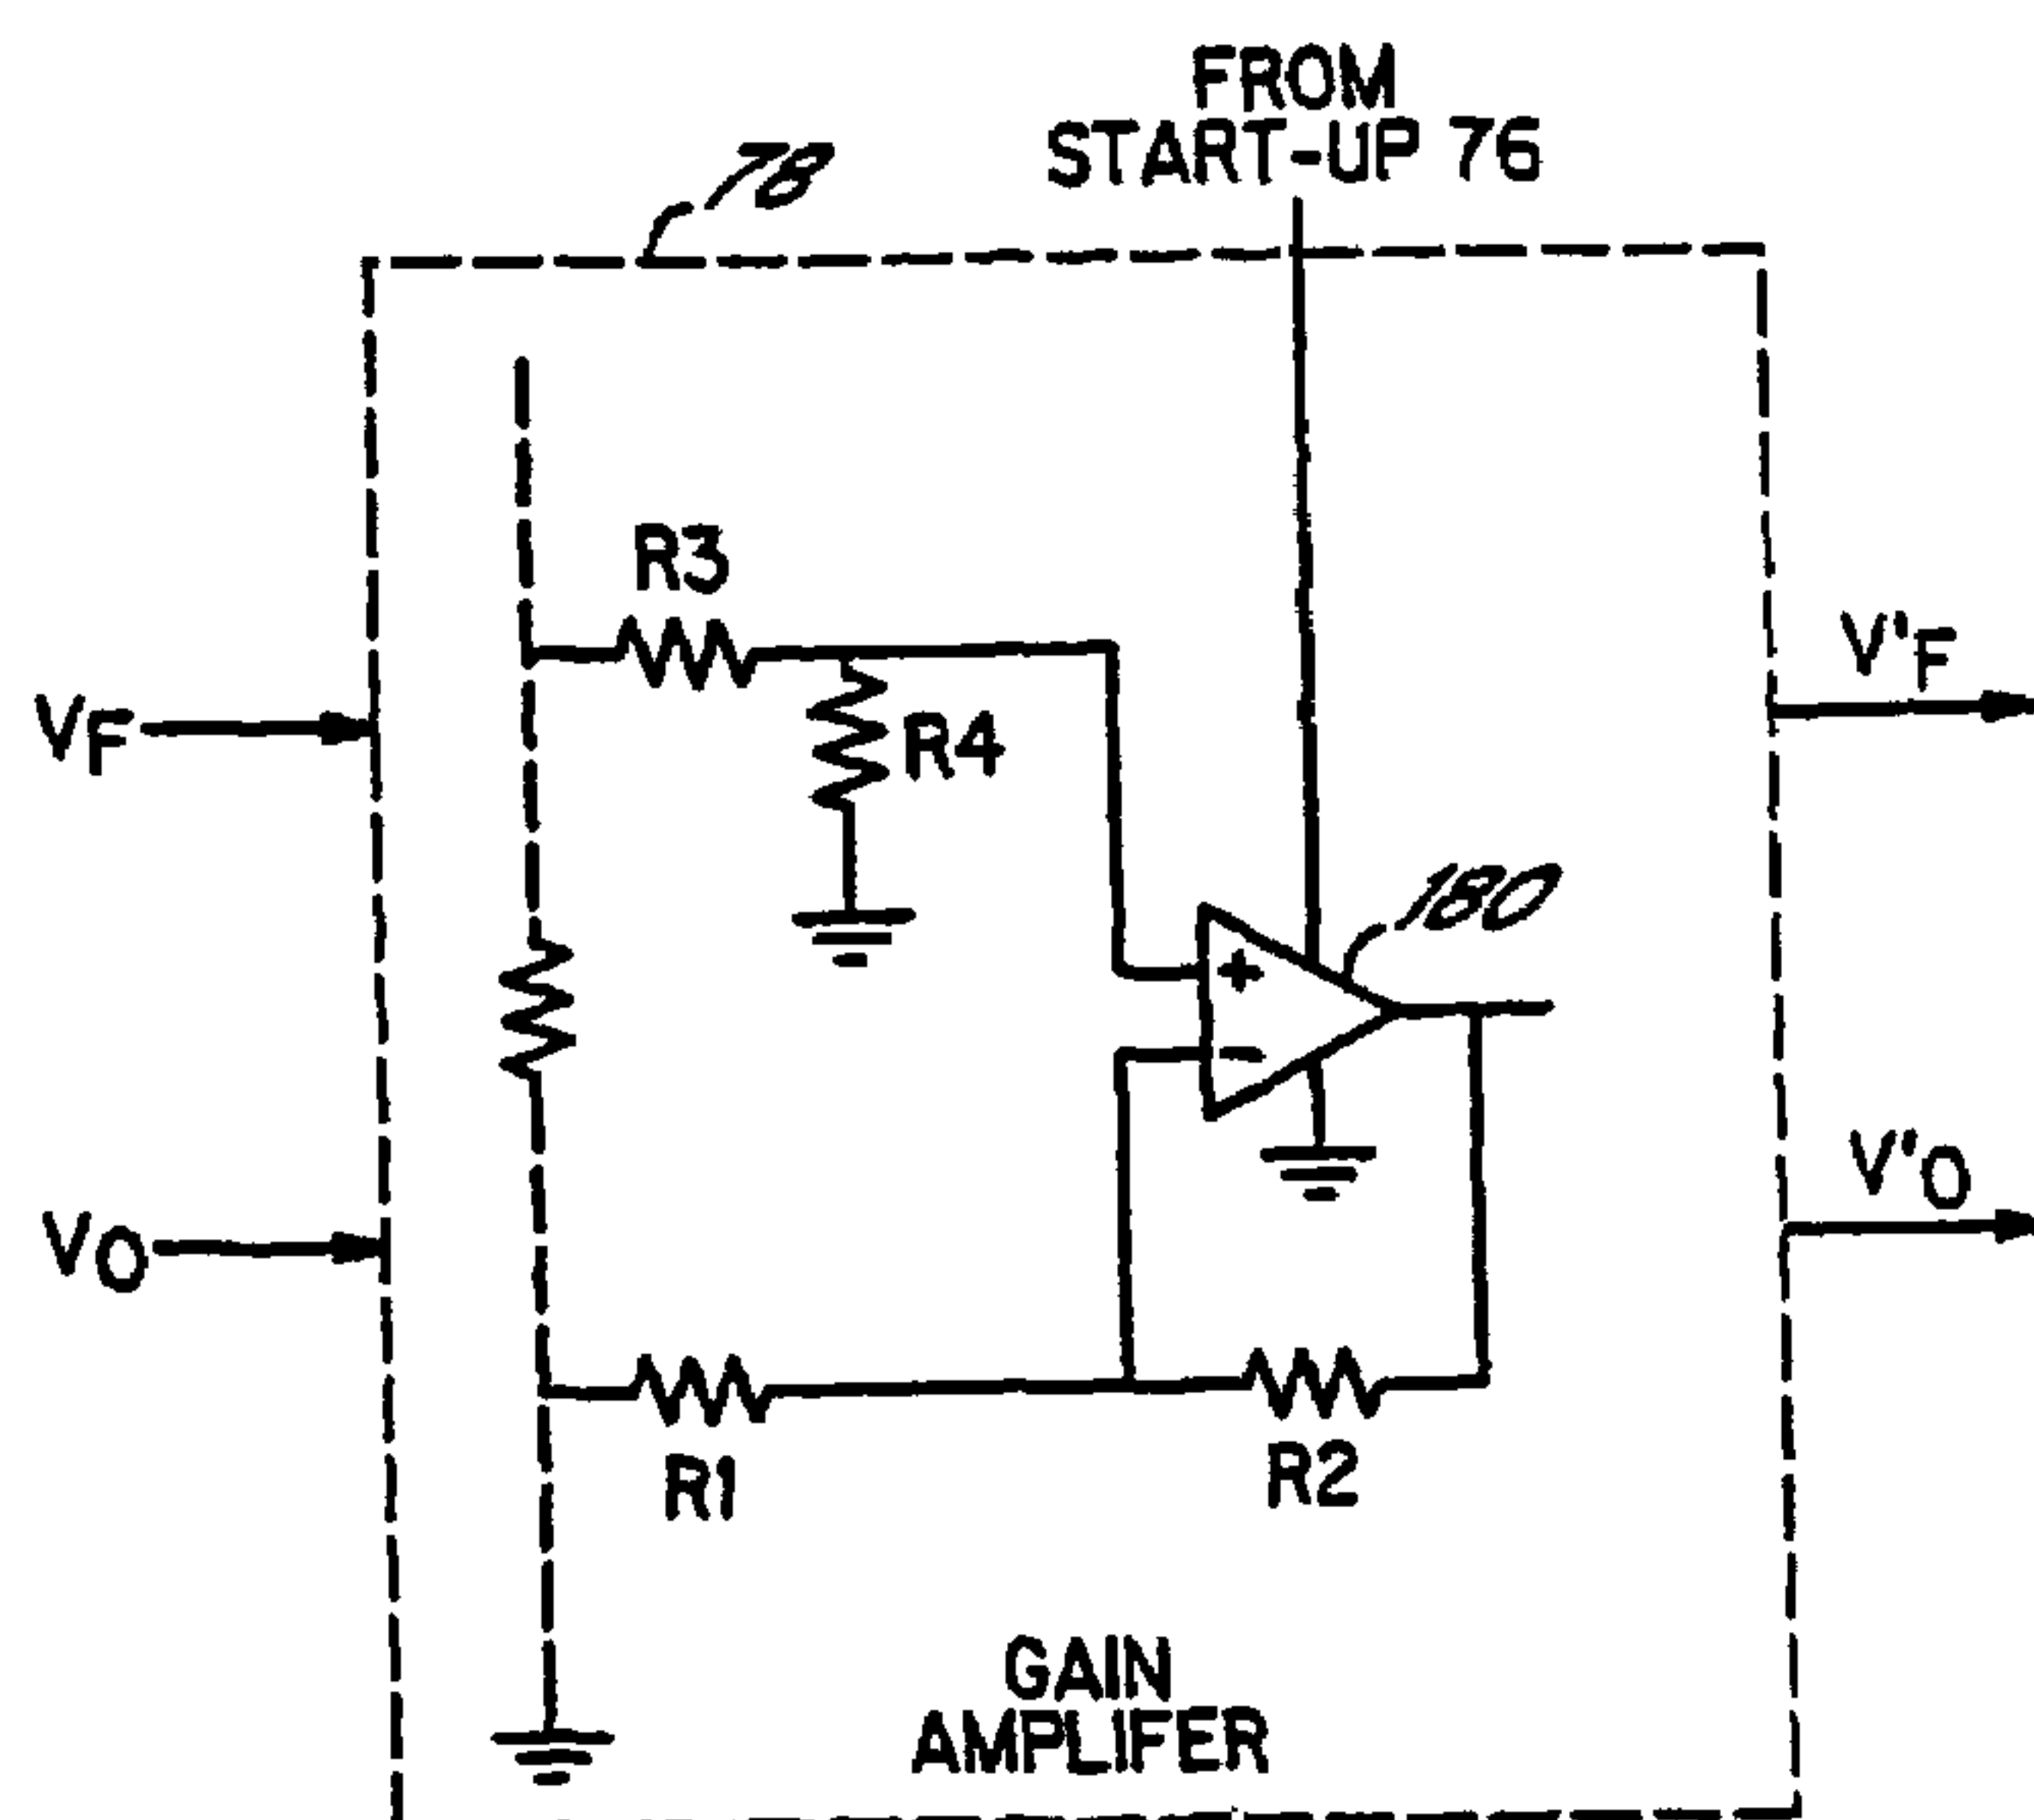 FROM
START-UP 76
78
R3
V'F
VF
R4
180
+
-
V'O
VO
R1
R2
GAIN
AMPLIFER